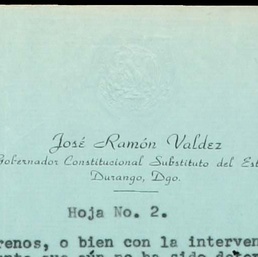 José Ramón Valdez
Gobernador Constitucional Substituto del Est
Durango, Dgo.
Hoja No. 2.
renos, o bien con la interven